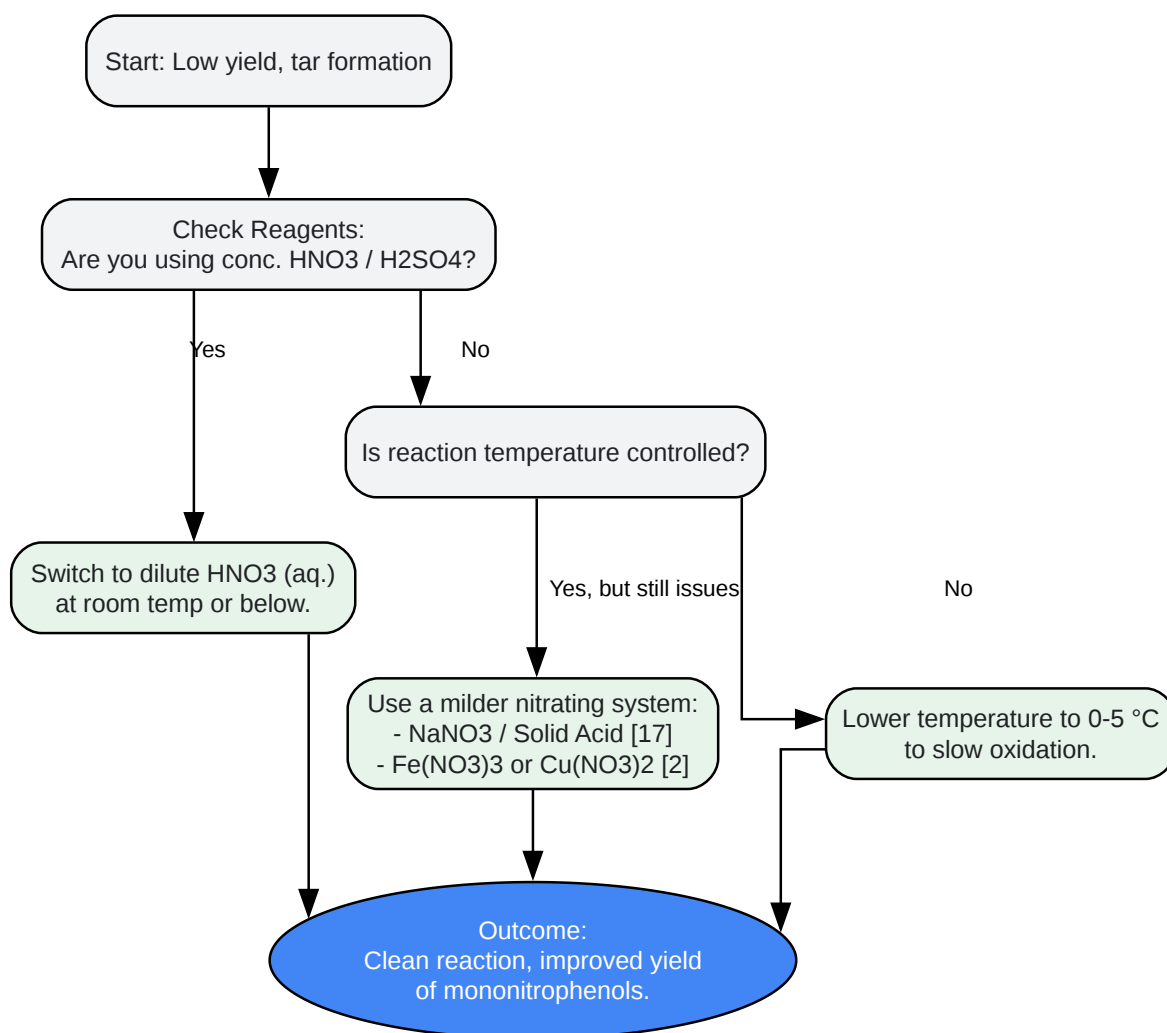 Start: Low yield, tar formation
Check Reagents:
Are you using conc. HNO3 / H2SO4?
Yes
No
Is reaction temperature controlled?
Switch to dilute HNO3 (aq.)
at room temp or below.
Yes, but still issues
No
Use a milder nitrating system:
- NaNO3 / Solid Acid [17]
- Fe(NO3)3 or Cu(NO3)2 [2]
Lower temperature to 0-5 °C
to slow oxidation.
Outcome:
Clean reaction, improved yield
of mononitrophenols.